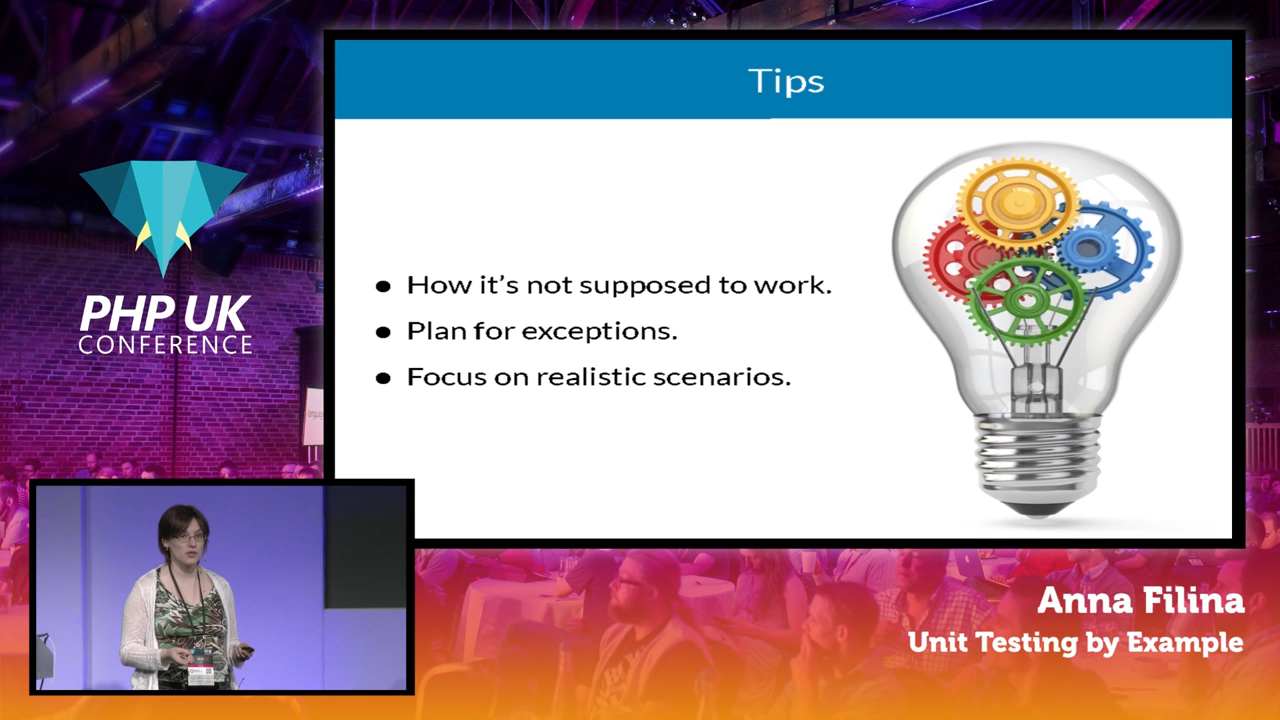 Tips
● How it's not supposed to work.
● Plan for exceptions.
● Focus on realistic scenarios.
PHP UK
CONFERENCE
Anna Filina
Unit Testing by Example